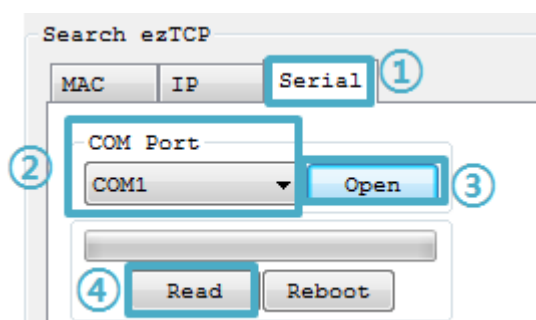 Search ezTCP
MAC IP Serial ①
COM Port
② COM1 Open ③
④ Read Reboot